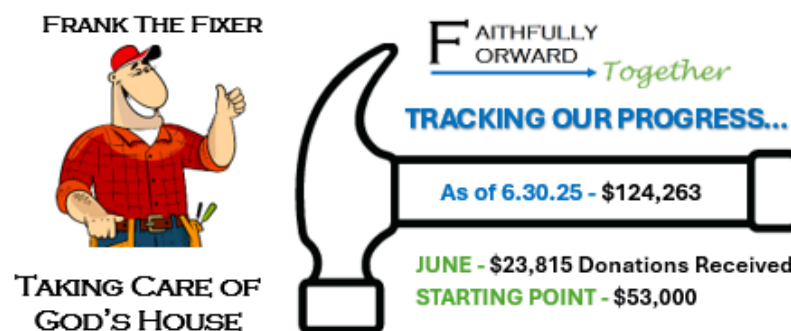 FRANK THE FIXER
TAKING CARE OF
GOD'S HOUSE
FAITHFULLY
FORWARD
Together
TRACKING OUR PROGRESS...
As of 6.30.25 - $124,263
JUNE - $23,815 Donations Received
STARTING POINT - $53,000